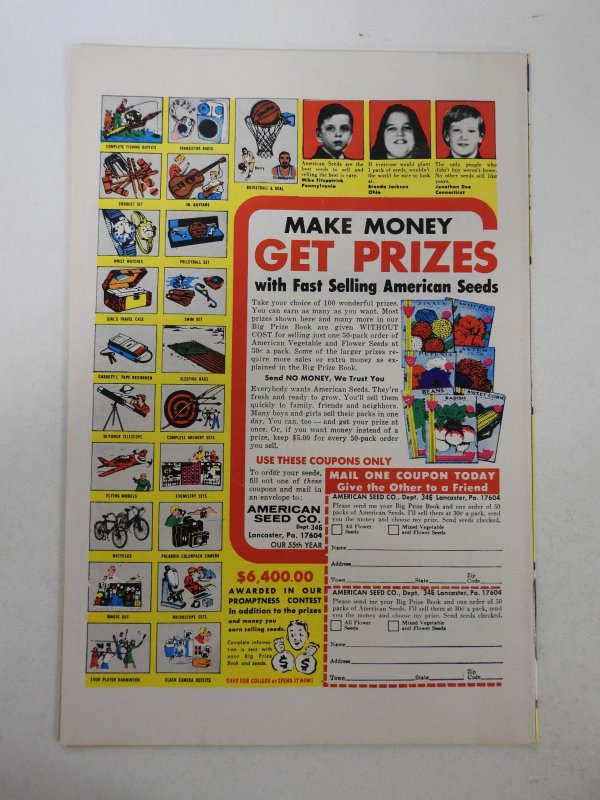 COMPLETE FISHING OUTFITS
TRANSISTOR RADIO
CROQUET SET
JR. GUITARS
BASKETBALL & GOAL
WRIST WATCHES
VOLLEYBALL SET
GIRL'S TRAVEL CASE
SWIM SET
CASSETTE TAPE RECORDER
SLEEPING BAGS
30-POWER TELESCOPE
COMPLETE ARCHERY SETS
FLYING MODELS
CHEMISTRY SETS
BICYCLES
POLAROID COLORPACK CAMERA
MAGIC SET
MICROSCOPE SETS
FOUR PLAYER BADMINTON
FLASH CAMERA OUTFITS
American Seeds are the
best seeds to sell and
selling the best is easy.
Mike Fitzpatrick
Pennsylvania
If everyone would plant
1 pack of seeds, wouldn't
the world be nice to look
at.
Brenda Jackson
Ohio
The only people who
didn't buy weren't home.
No other seeds sell like
yours.
Jonathan Doe
Connecticut
MAKE MONEY
GET PRIZES
with Fast Selling American Seeds
Take your choice of 100 wonderful prizes.
You can earn as many as you want. Most
prizes shown here and many more in our
Big Prize Book are given WITHOUT
COST for selling just one 50-pack order of
American Vegetable and Flower Seeds at
30¢ a pack. Some of the larger prizes re-
quire more sales or extra money as ex-
plained in the Big Prize Book.
Send NO MONEY, We Trust You
Everybody wants American Seeds. They're
fresh and ready to grow. You'll sell them
quickly to family, friends and neighbors.
Many boys and girls sell their packs in one
day. You can, too — and get your prize at
once. Or, if you want money instead of a
prize, keep $5.00 for every 50-pack order
you sell.
ZINNIA
SWEET PEAS
BEANS
SWEET CORN
RADISH
USE THESE COUPONS ONLY
To order your seeds,
fill out one of these
coupons and mail in
an envelope to:
AMERICAN
SEED CO.
Dept 346
Lancaster, Pa. 17604
OUR 55th YEAR
MAIL ONE COUPON TODAY
Give the Other to a Friend
AMERICAN SEED CO., Dept. 346 Lancaster, Pa. 17604
Please send me your Big Prize Book and one order of 50
packs of American Seeds. I'll sell them at 30¢ a pack, send
you the money and choose my prize. Send seeds checked.
All Flower
Seeds
Mixed Vegetable
and Flower Seeds
Name
Address
Town State Zip
Code
AMERICAN SEED CO., Dept. 346 Lancaster, Pa. 17604
Please send me your Big Prize Book and one order of 50
packs of American Seeds. I'll sell them at 30¢ a pack, send
you the money and choose my prize. Send seeds checked.
All Flower
Seeds
Mixed Vegetable
and Flower Seeds
Name
Address
Town State Zip
Code
$6,400.00
AWARDED IN OUR
PROMPTNESS CONTEST
in addition to the prizes
and money you
earn selling seeds.
Complete informa-
tion is sent with
your Big Prize
Book and seeds.
$ $
SAVE FOR COLLEGE or SPEND IT NOW!